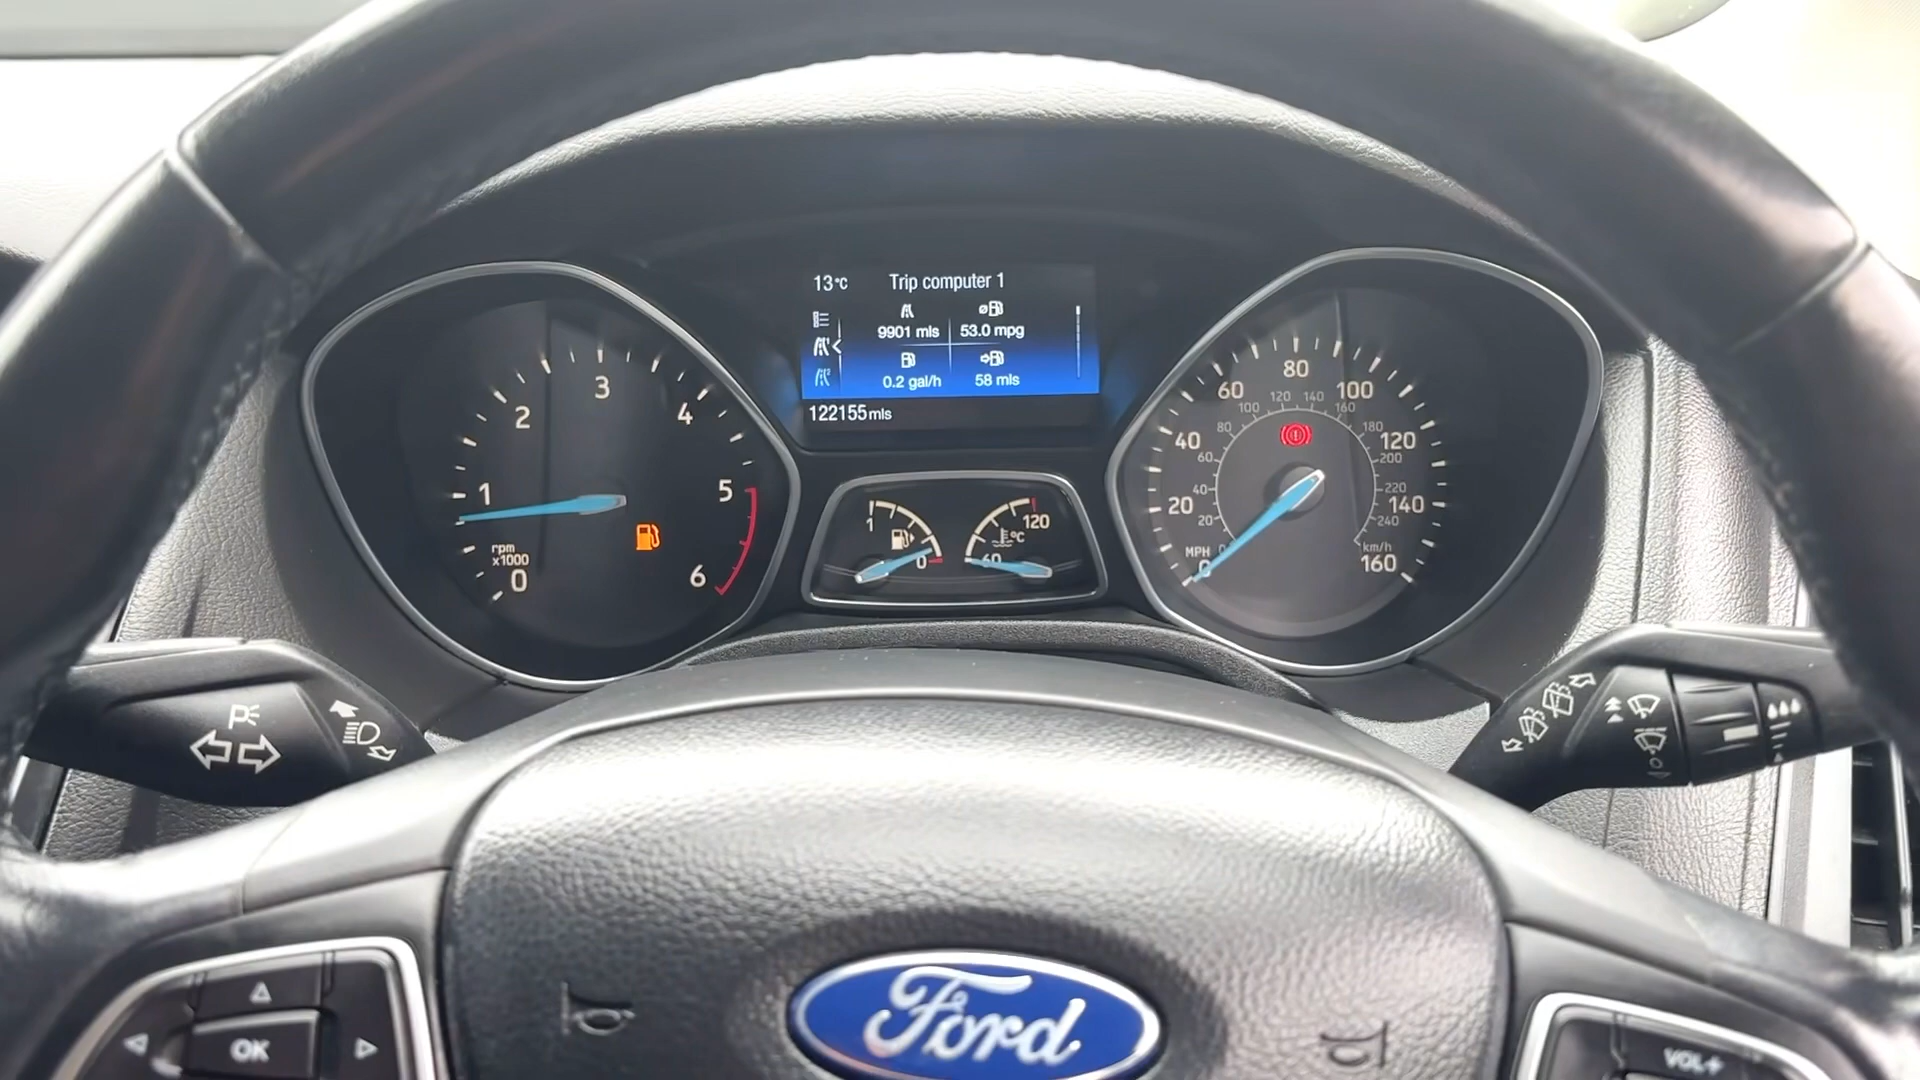 13°C Trip computer 1
9901 mls 53.0 mpg
0.2 gal/h 58 mls
122155 mls
0 1 2 3 4 5 6
rpm
x1000
1 0
60 120
°C
0 20 40 60 80 100 120 140 160
MPH
0 20 40 60 80 100 120 140 160 180 200 220 240
km/h
P
OK
Ford
VOL+